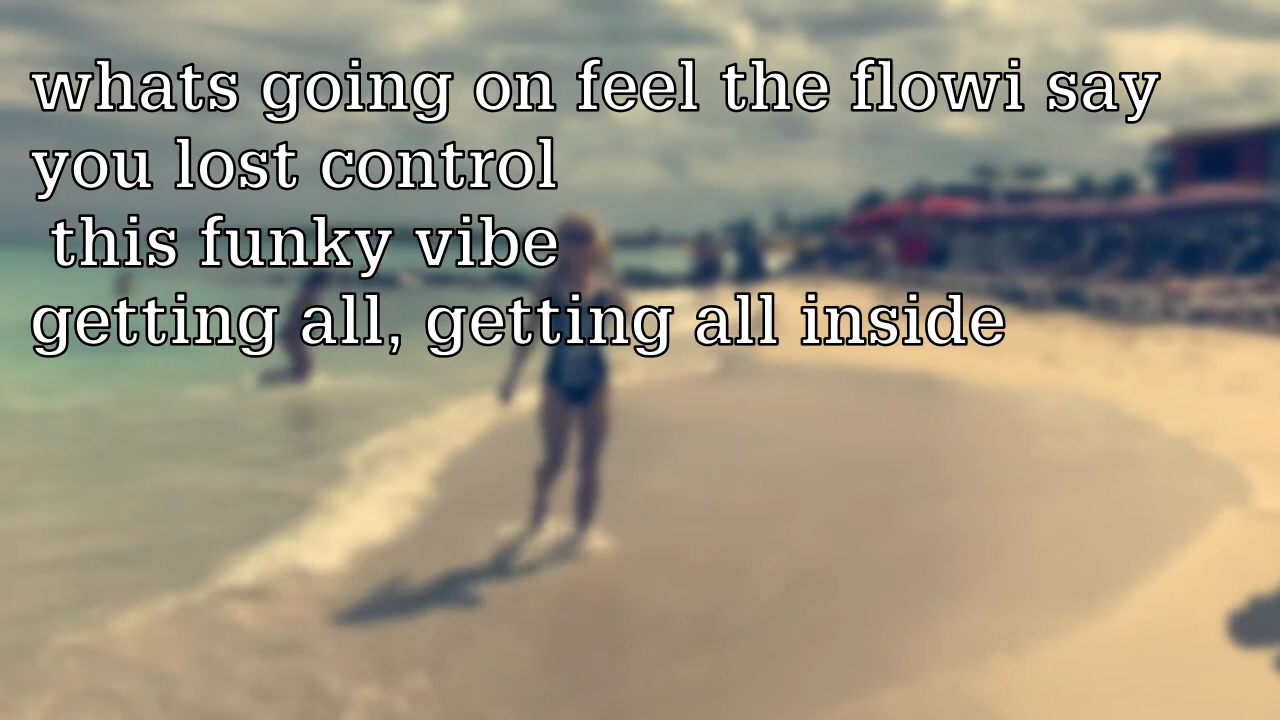 whats going on feel the flowi say
you lost control
this funky vibe
getting all, getting all inside